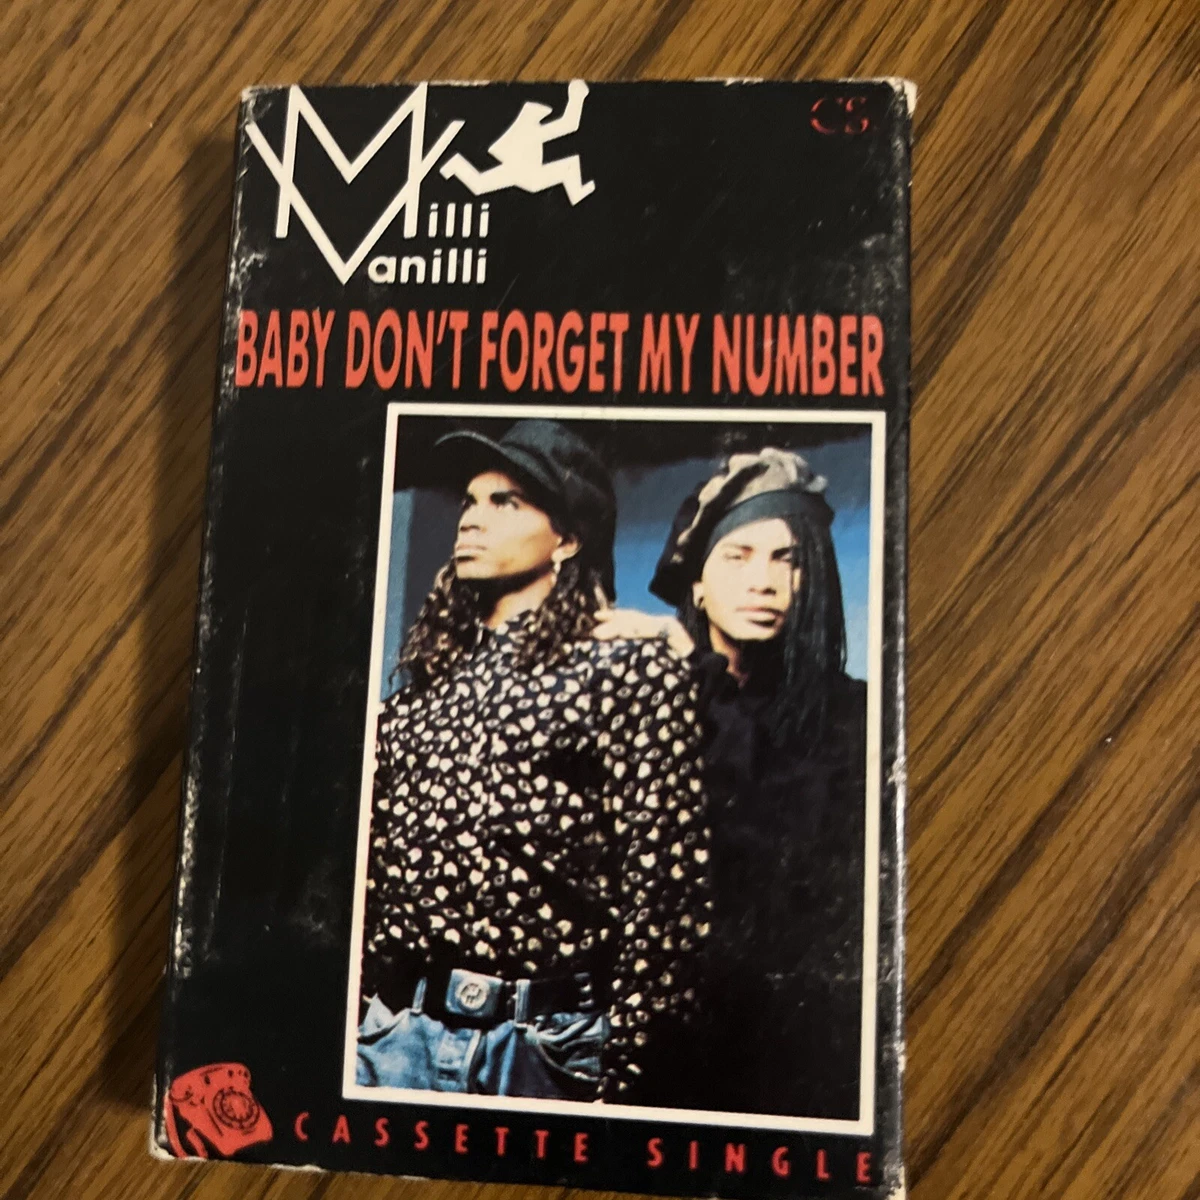 CS
Milli
Vanilli
BABY DON'T FORGET MY NUMBER
CASSETTE SINGLE